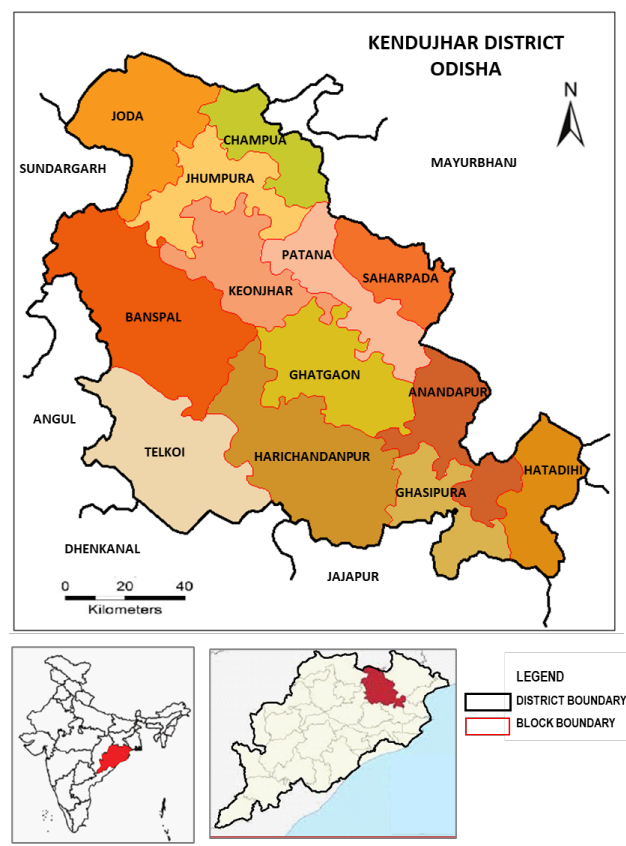 KENDUJHAR DISTRICT
ODISHA
N
JODA
CHAMPUA
SUNDARGARH
MAYURBHANJ
JHUMPURA
PATANA
SAHARPADA
KEONJHAR
BANSPAL
GHATGAON
ANANDAPUR
ANGUL
TELKOI
HARICHANDANPUR
HATADIHI
GHASIPURA
DHENKANAL
JAJAPUR
0 20 40
Kilometers
LEGEND
DISTRICT BOUNDARY
BLOCK BOUNDARY